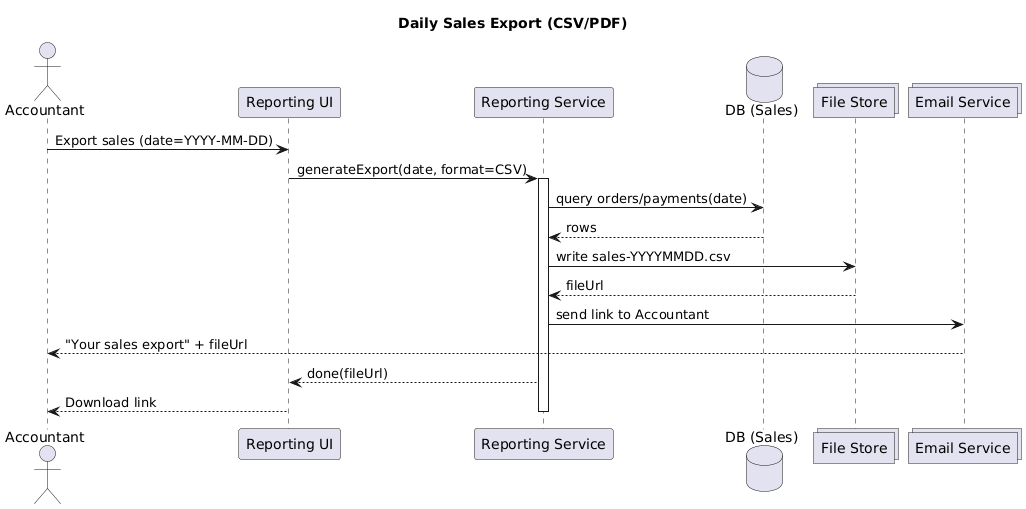 Daily Sales Export (CSV/PDF)
Accountant
Reporting UI
Reporting Service
DB (Sales)
File Store
Email Service
Export sales (date=YYYY-MM-DD)
generateExport(date, format=CSV)
query orders/payments(date)
rows
write sales-YYYYMMDD.csv
fileUrl
send link to Accountant
"Your sales export" + fileUrl
done(fileUrl)
Download link
Accountant
Reporting UI
Reporting Service
DB (Sales)
File Store
Email Service